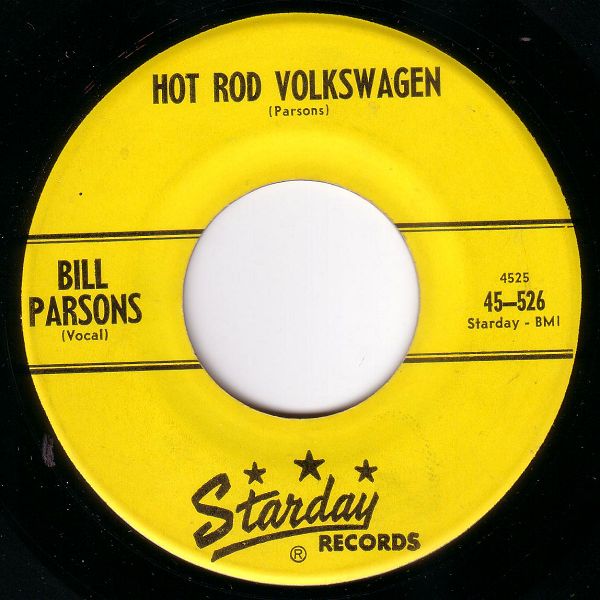 HOT ROD VOLKSWAGEN
(Parsons)
BILL
PARSONS
(Vocal)
4525
45-526
Starday - BMI
Starday
® RECORDS